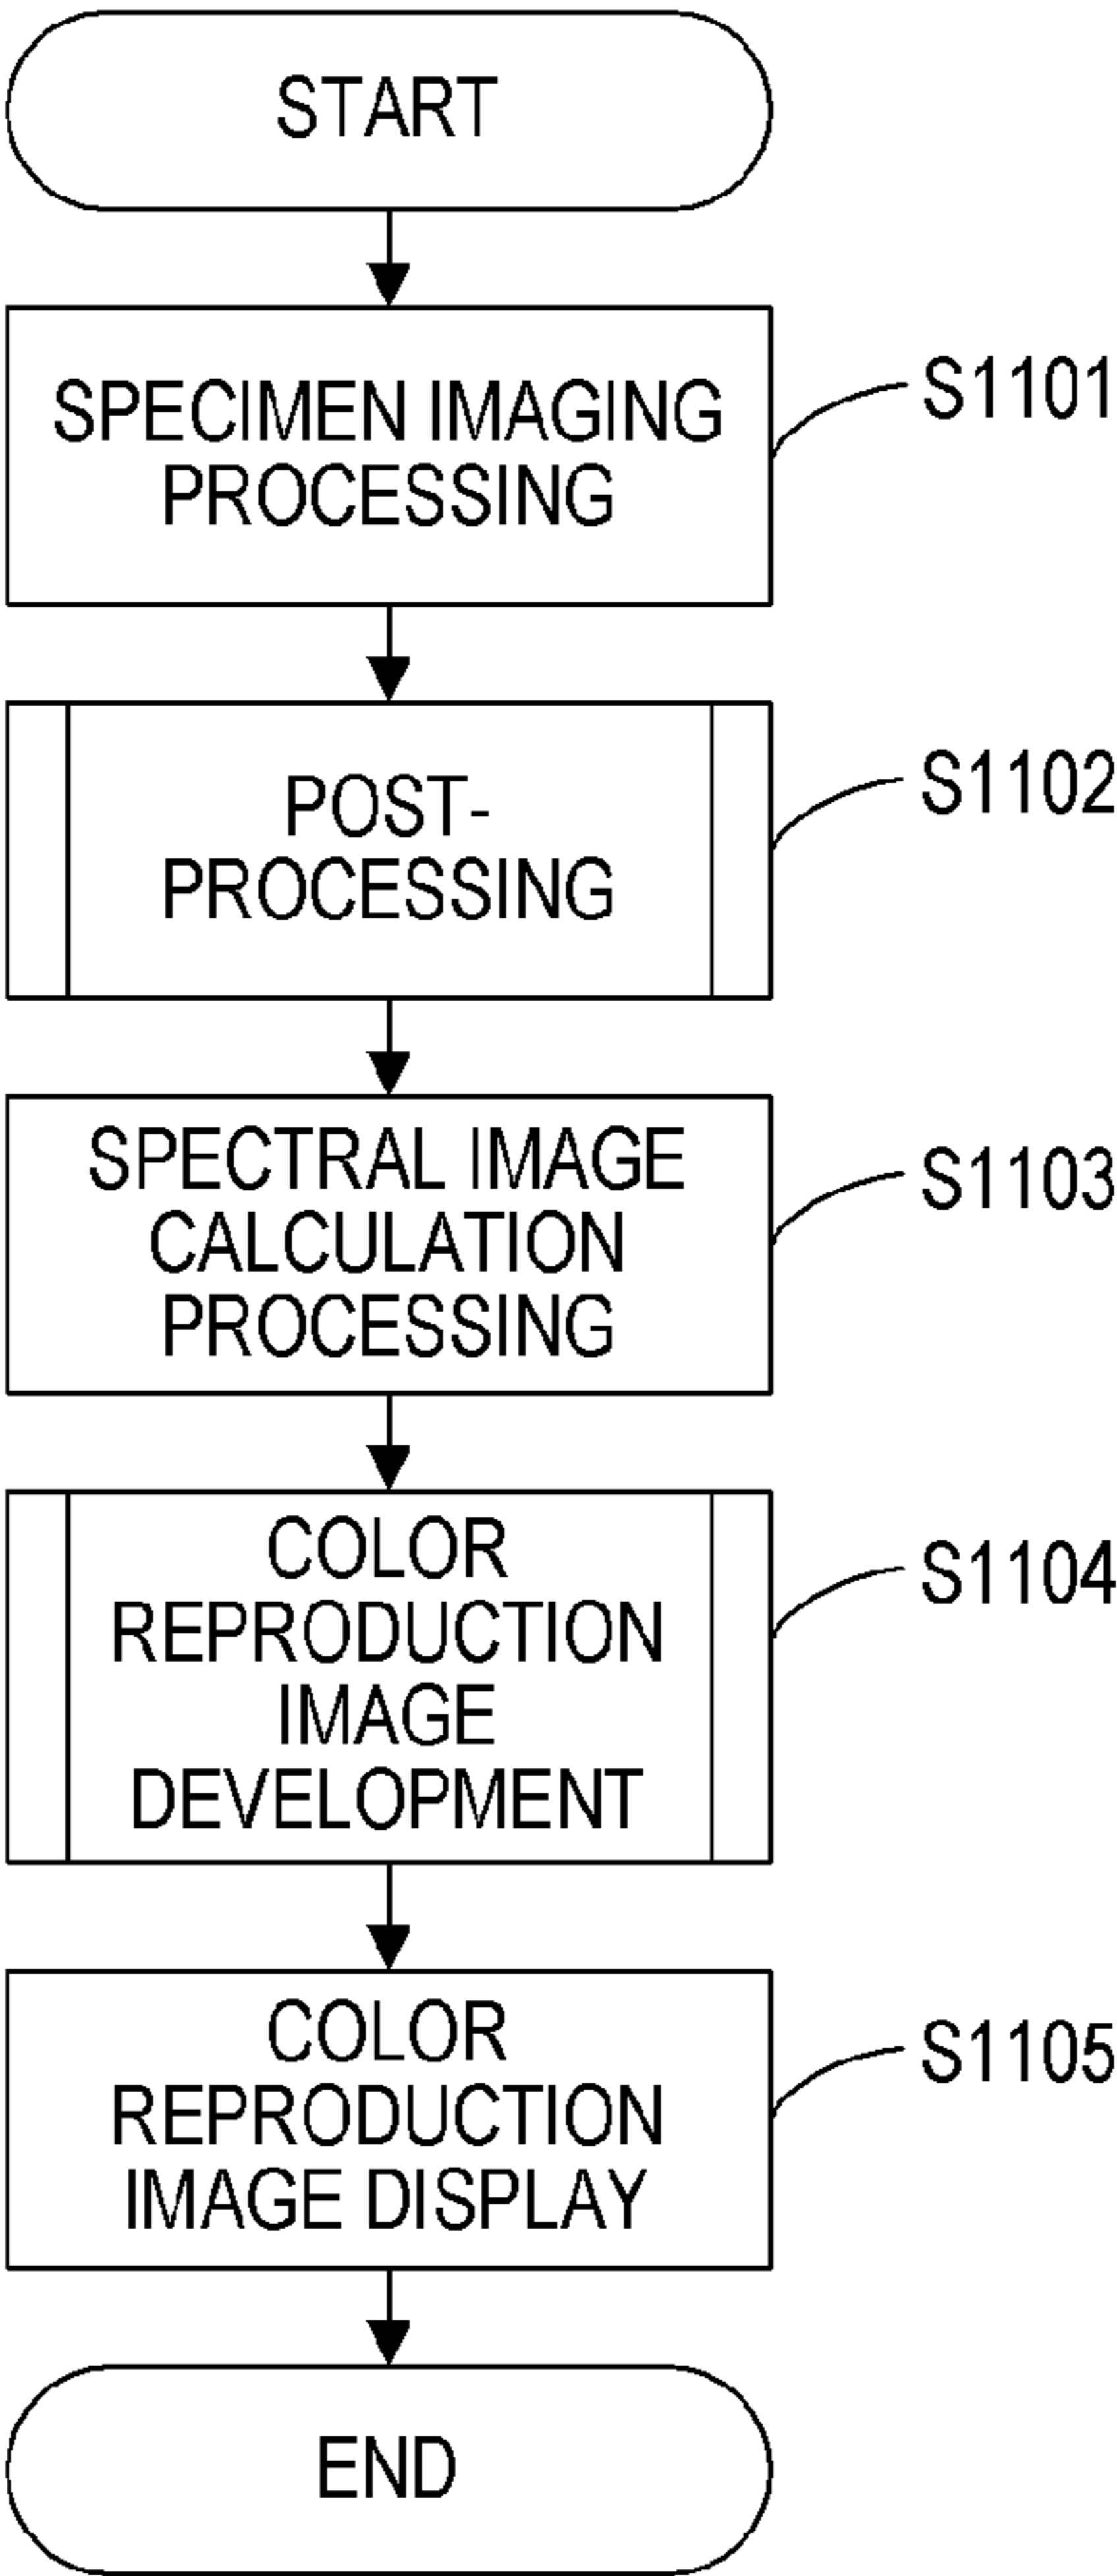 START
SPECIMEN IMAGING
PROCESSING
S1101
POST-
PROCESSING
S1102
SPECTRAL IMAGE
CALCULATION
PROCESSING
S1103
COLOR
REPRODUCTION
IMAGE
DEVELOPMENT
S1104
COLOR
REPRODUCTION
IMAGE DISPLAY
S1105
END